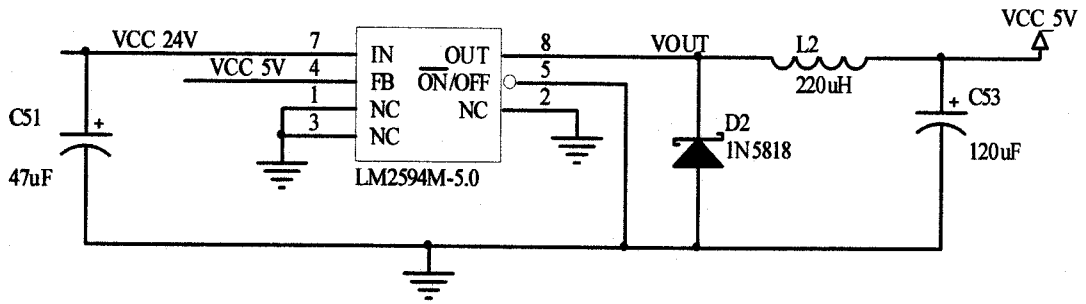 VCC 5V
VCC 24V 7 IN OUT 8 VOUT L2
VCC 5V 4 FB ON/OFF 5 220uH
1 NC NC 2 C53
C51 + 3 NC +
D2
1N5818
47uF LM2594M-5.0 120uF